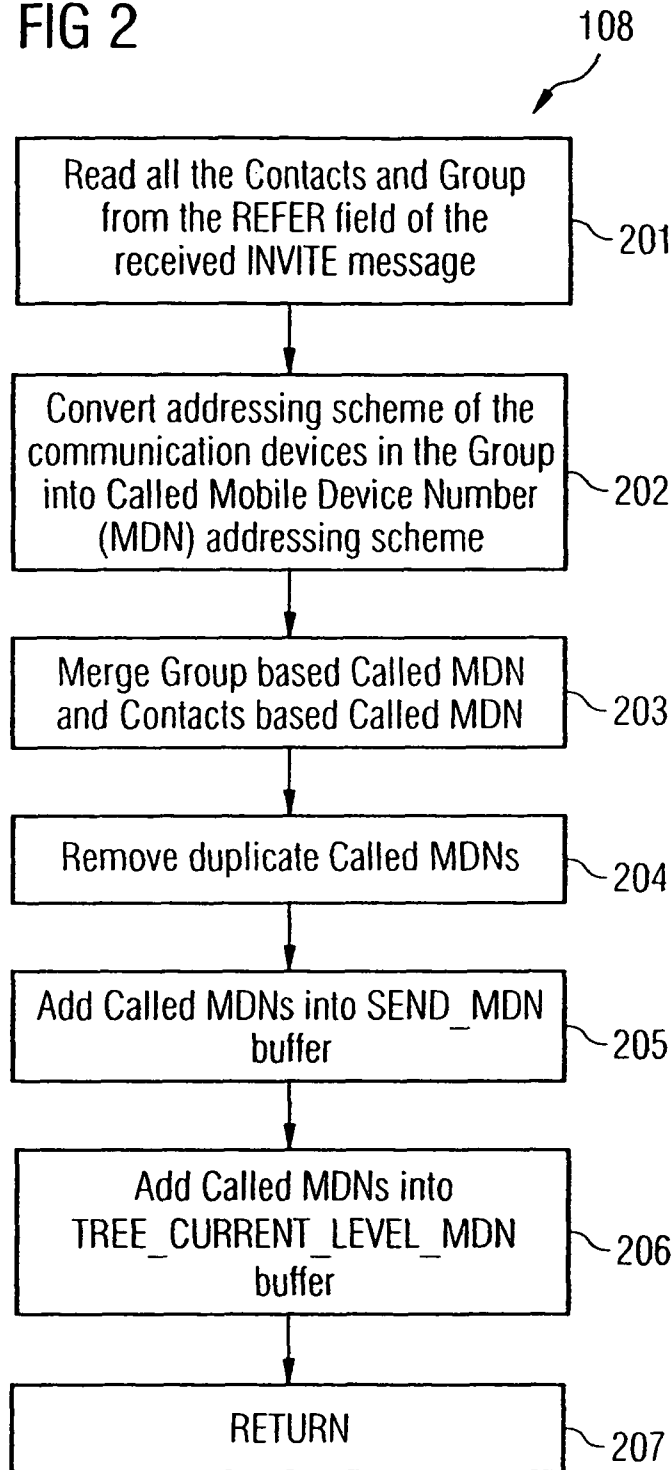 FIG 2
108
Read all the Contacts and Group
from the REFER field of the
received INVITE message
201
Convert addressing scheme of the
communication devices in the Group
into Called Mobile Device Number
(MDN) addressing scheme
202
Merge Group based Called MDN
and Contacts based Called MDN
203
Remove duplicate Called MDNs
204
Add Called MDNs into SEND_MDN
buffer
205
Add Called MDNs into
TREE_CURRENT_LEVEL_MDN
buffer
206
RETURN
207